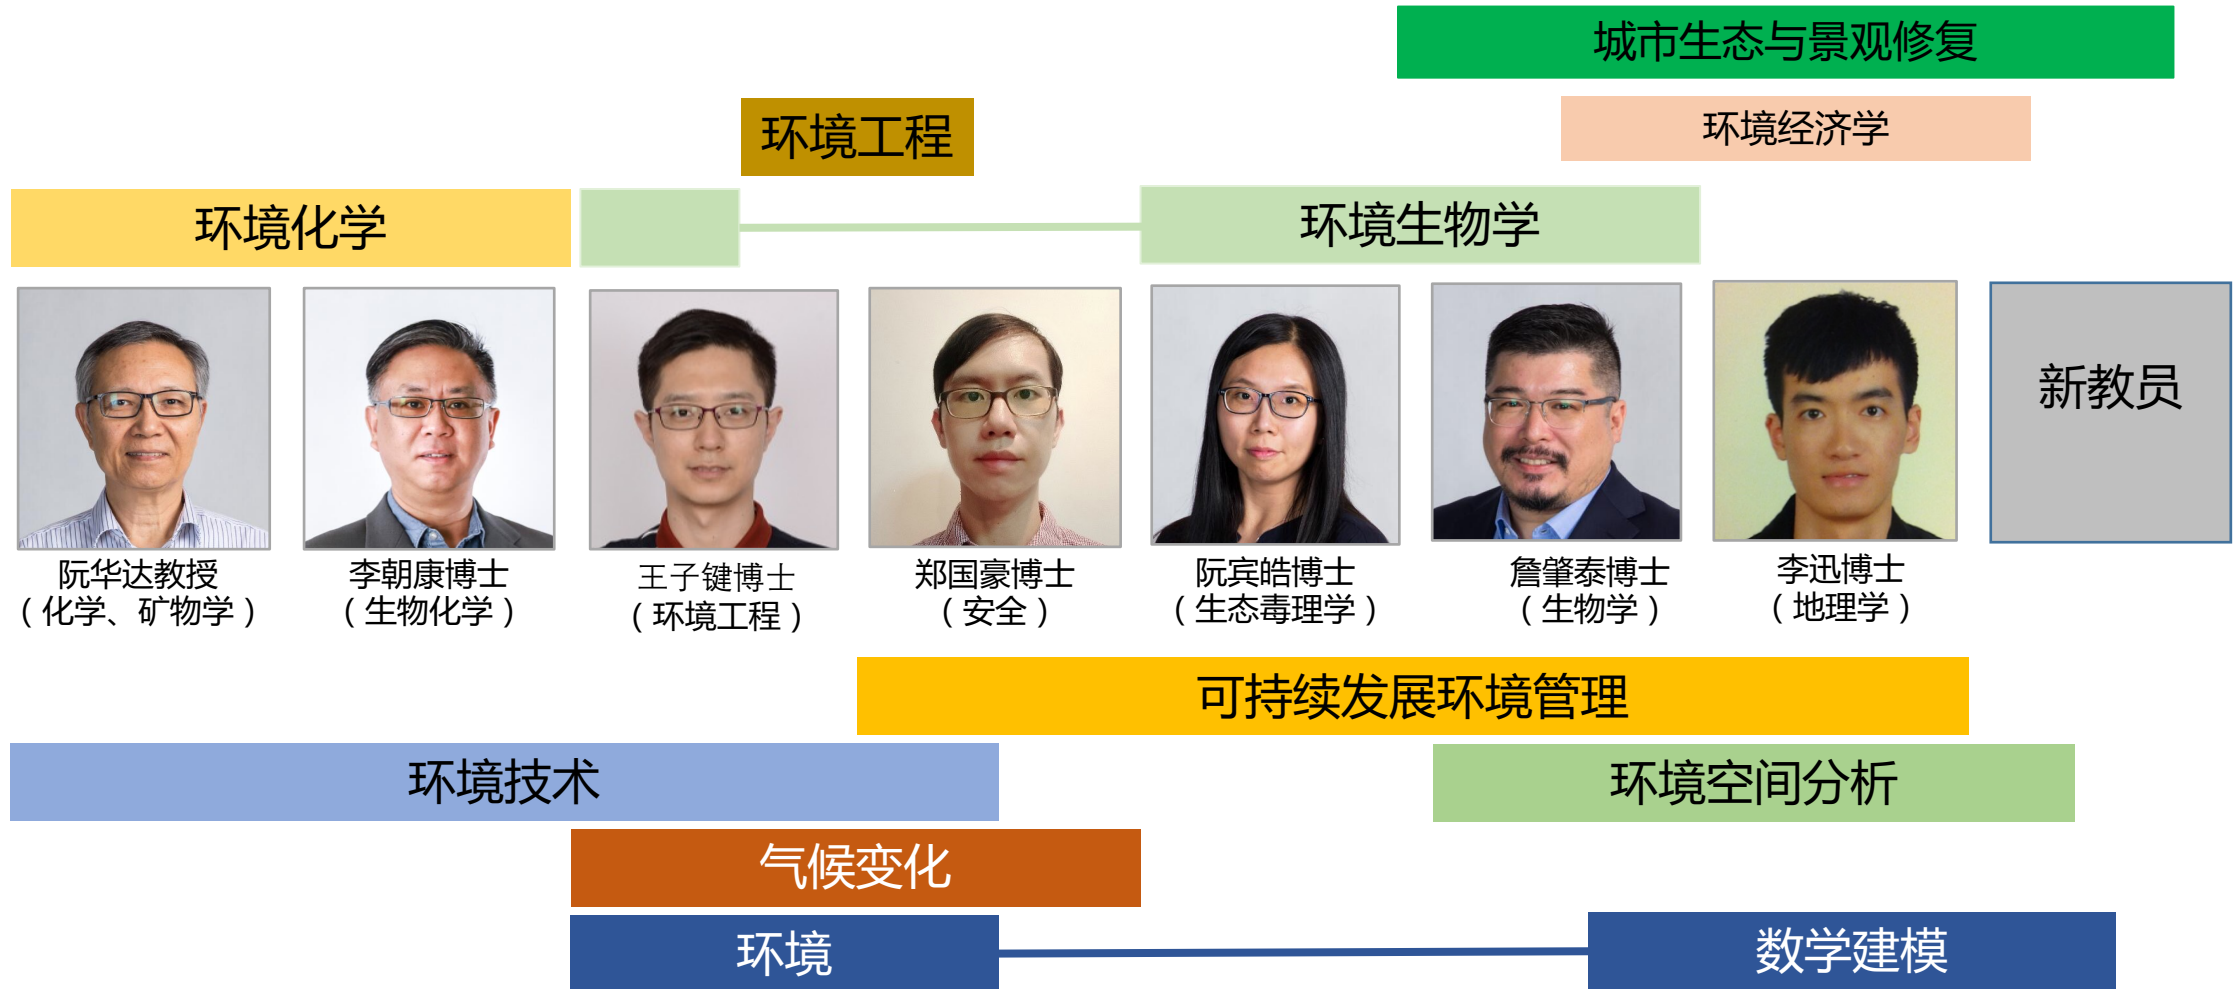 城市生态与景观修复
环境工程
环境经济学
环境化学
环境生物学
新教员
阮华达教授
（化学、矿物学）
李朝康博士
（生物化学）
王子键博士
（环境工程）
郑国豪博士
（安全）
阮宾皓博士
（生态毒理学）
詹肇泰博士
（生物学）
李迅博士
（地理学）
可持续发展环境管理
环境技术
环境空间分析
气候变化
环境
数学建模